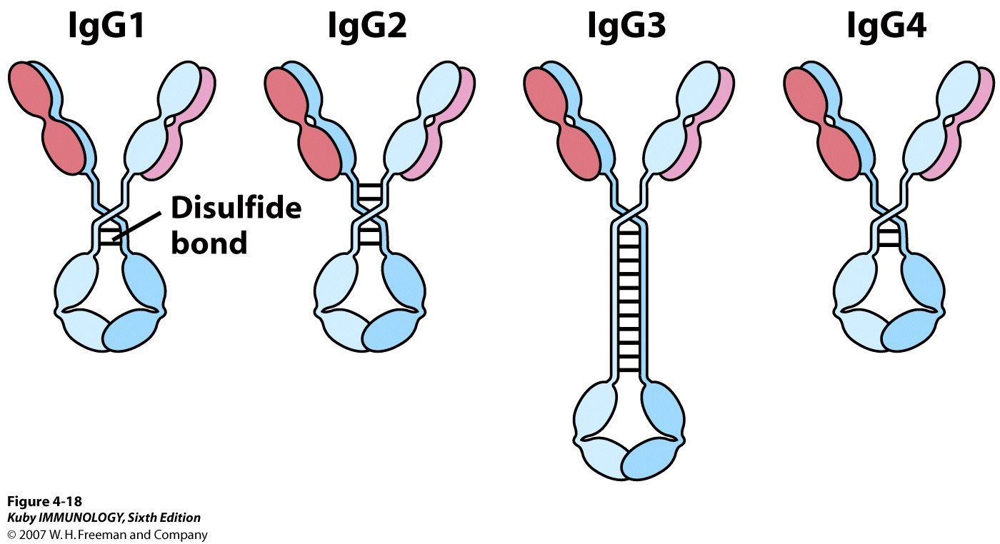 IgG1
IgG2
IgG3
IgG4
Disulfide
bond
Figure 4-18
Kuby IMMUNOLOGY, Sixth Edition
© 2007 W. H. Freeman and Company